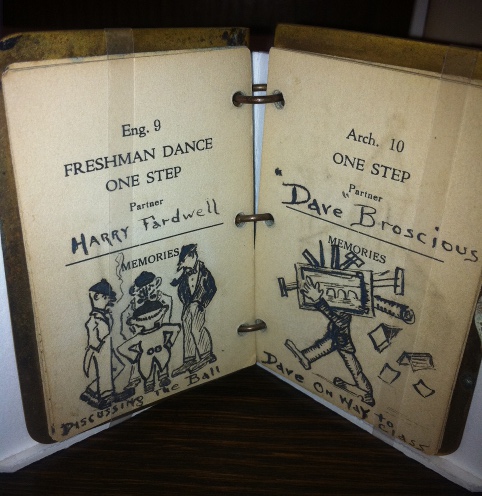 Eng. 9
FRESHMAN DANCE
ONE STEP
Partner
HARRY Fardwell
MEMORIES
DISCUSSING the Ball
Arch. 10
ONE STEP
Partner
"Dave" Broscious
MEMORIES
Dave On Way to
Class